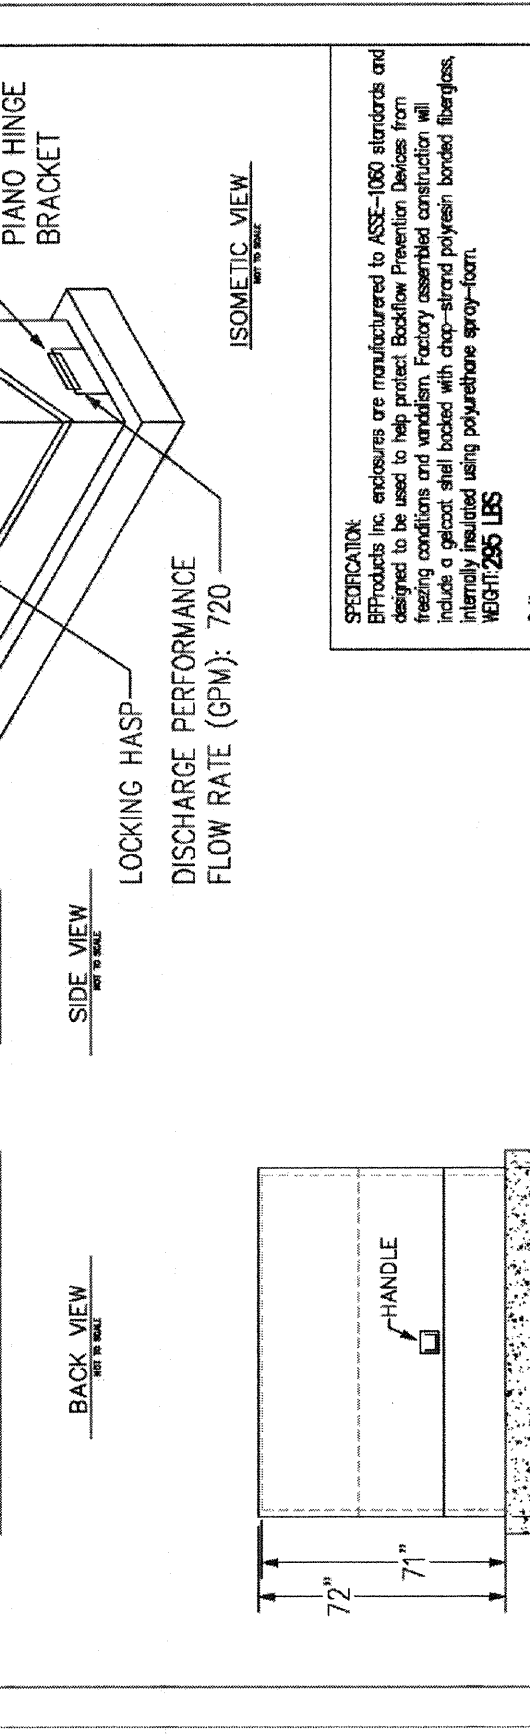 PIANO HINGE
BRACKET
ISOMETIC VIEW
NOT TO SCALE
LOCKING HASP
DISCHARGE PERFORMANCE
FLOW RATE (GPM): 720
SIDE VIEW
NOT TO SCALE
BACK VIEW
NOT TO SCALE
HANDLE
72"
71"
SPECIFICATION:
BFProducts Inc. enclosures are manufacturered to ASSE-1060 standards and
designed to be used to help protect Backflow Prevention Devices from
freezing conditions and vandalism. Factory assembled construction will
include a gelcoat shell backed with chop-strand polyresin bonded fiberglass,
internally insulated using polyurethane spray-foam.
WEIGHT:295 LBS